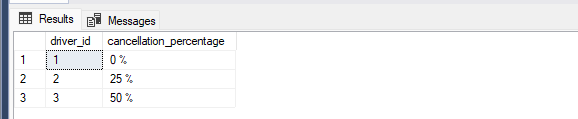 Results Messages
driver_id cancellation_percentage
1 1 0 %
2 2 25 %
3 3 50 %